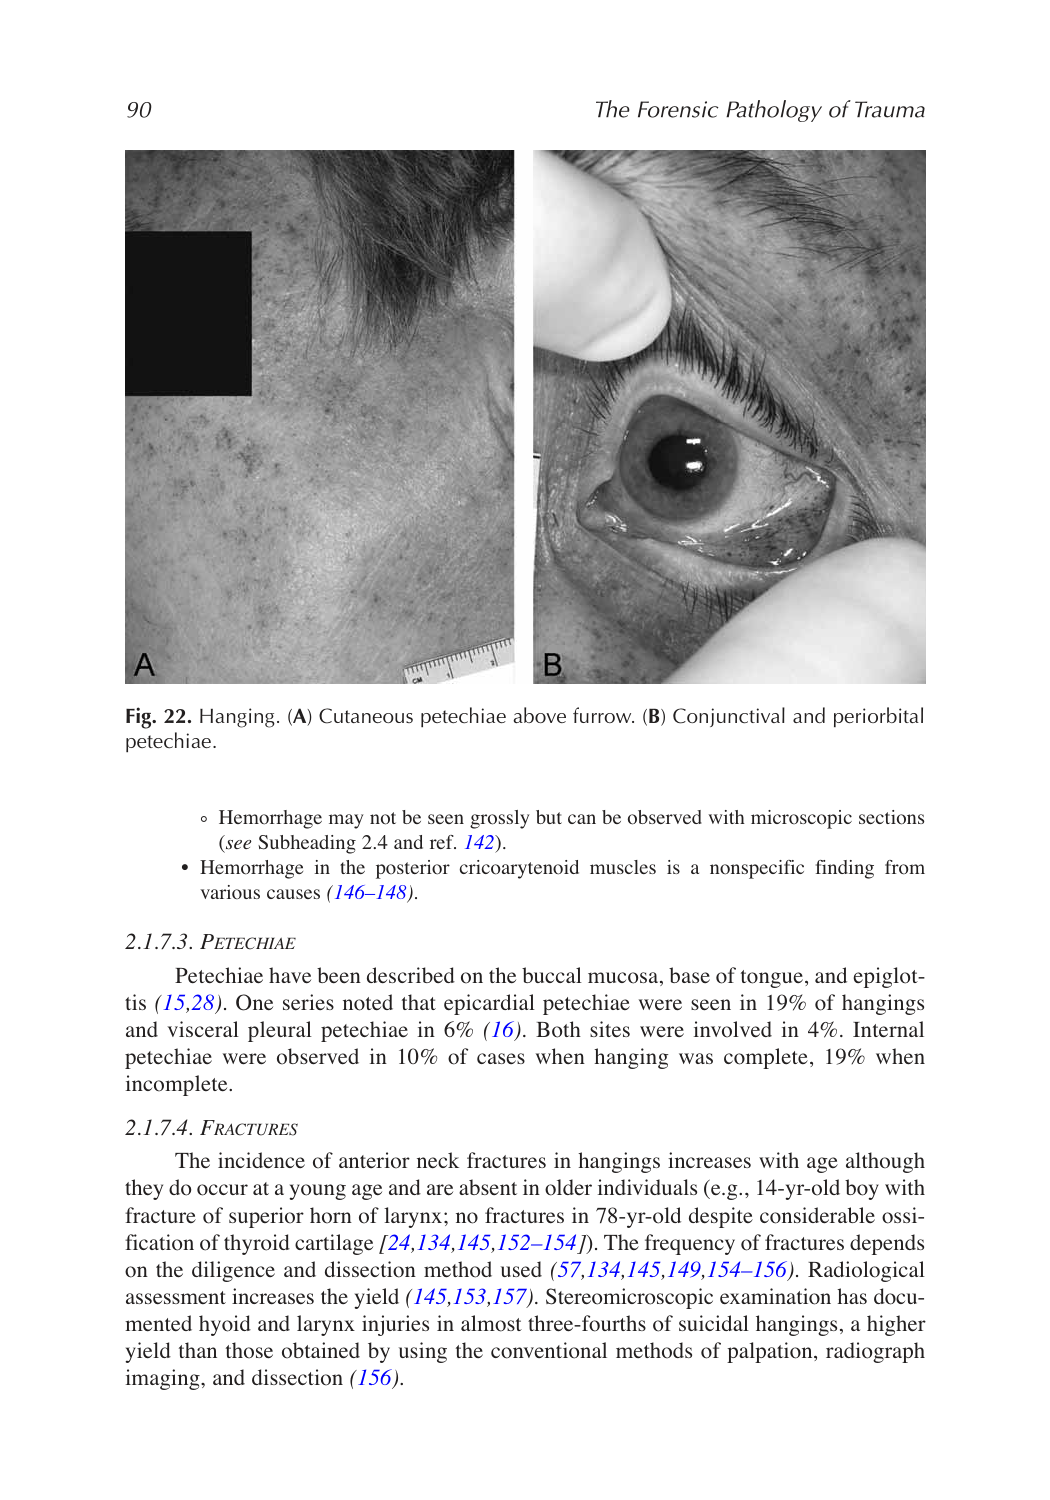 90
The Forensic Pathology of Trauma
A
CM 1 2
B
Fig. 22. Hanging. (A) Cutaneous petechiae above furrow. (B) Conjunctival and periorbital
petechiae.
◦ Hemorrhage may not be seen grossly but can be observed with microscopic sections
(see Subheading 2.4 and ref. 142).
• Hemorrhage in the posterior cricoarytenoid muscles is a nonspecific finding from
various causes (146–148).
2.1.7.3. PETECHIAE
Petechiae have been described on the buccal mucosa, base of tongue, and epiglot-
tis (15,28). One series noted that epicardial petechiae were seen in 19% of hangings
and visceral pleural petechiae in 6% (16). Both sites were involved in 4%. Internal
petechiae were observed in 10% of cases when hanging was complete, 19% when
incomplete.
2.1.7.4. FRACTURES
The incidence of anterior neck fractures in hangings increases with age although
they do occur at a young age and are absent in older individuals (e.g., 14-yr-old boy with
fracture of superior horn of larynx; no fractures in 78-yr-old despite considerable ossi-
fication of thyroid cartilage [24,134,145,152–154]). The frequency of fractures depends
on the diligence and dissection method used (57,134,145,149,154–156). Radiological
assessment increases the yield (145,153,157). Stereomicroscopic examination has docu-
mented hyoid and larynx injuries in almost three-fourths of suicidal hangings, a higher
yield than those obtained by using the conventional methods of palpation, radiograph
imaging, and dissection (156).